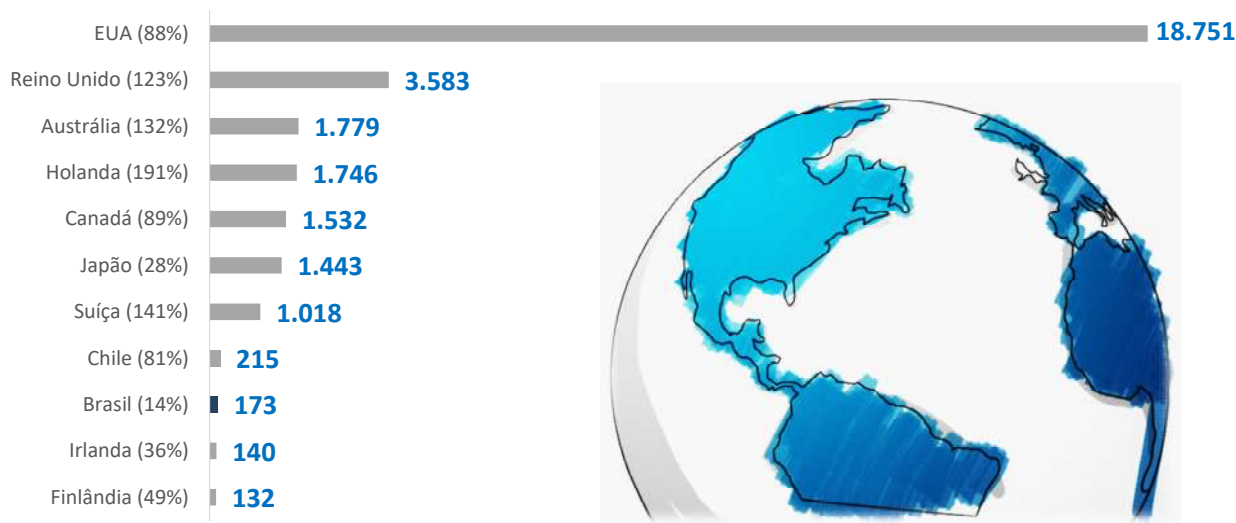 EUA (88%) 18.751
Reino Unido (123%) 3.583
Austrália (132%) 1.779
Holanda (191%) 1.746
Canadá (89%) 1.532
Japão (28%) 1.443
Suíça (141%) 1.018
Chile (81%) 215
Brasil (14%) 173
Irlanda (36%) 140
Finlândia (49%) 132